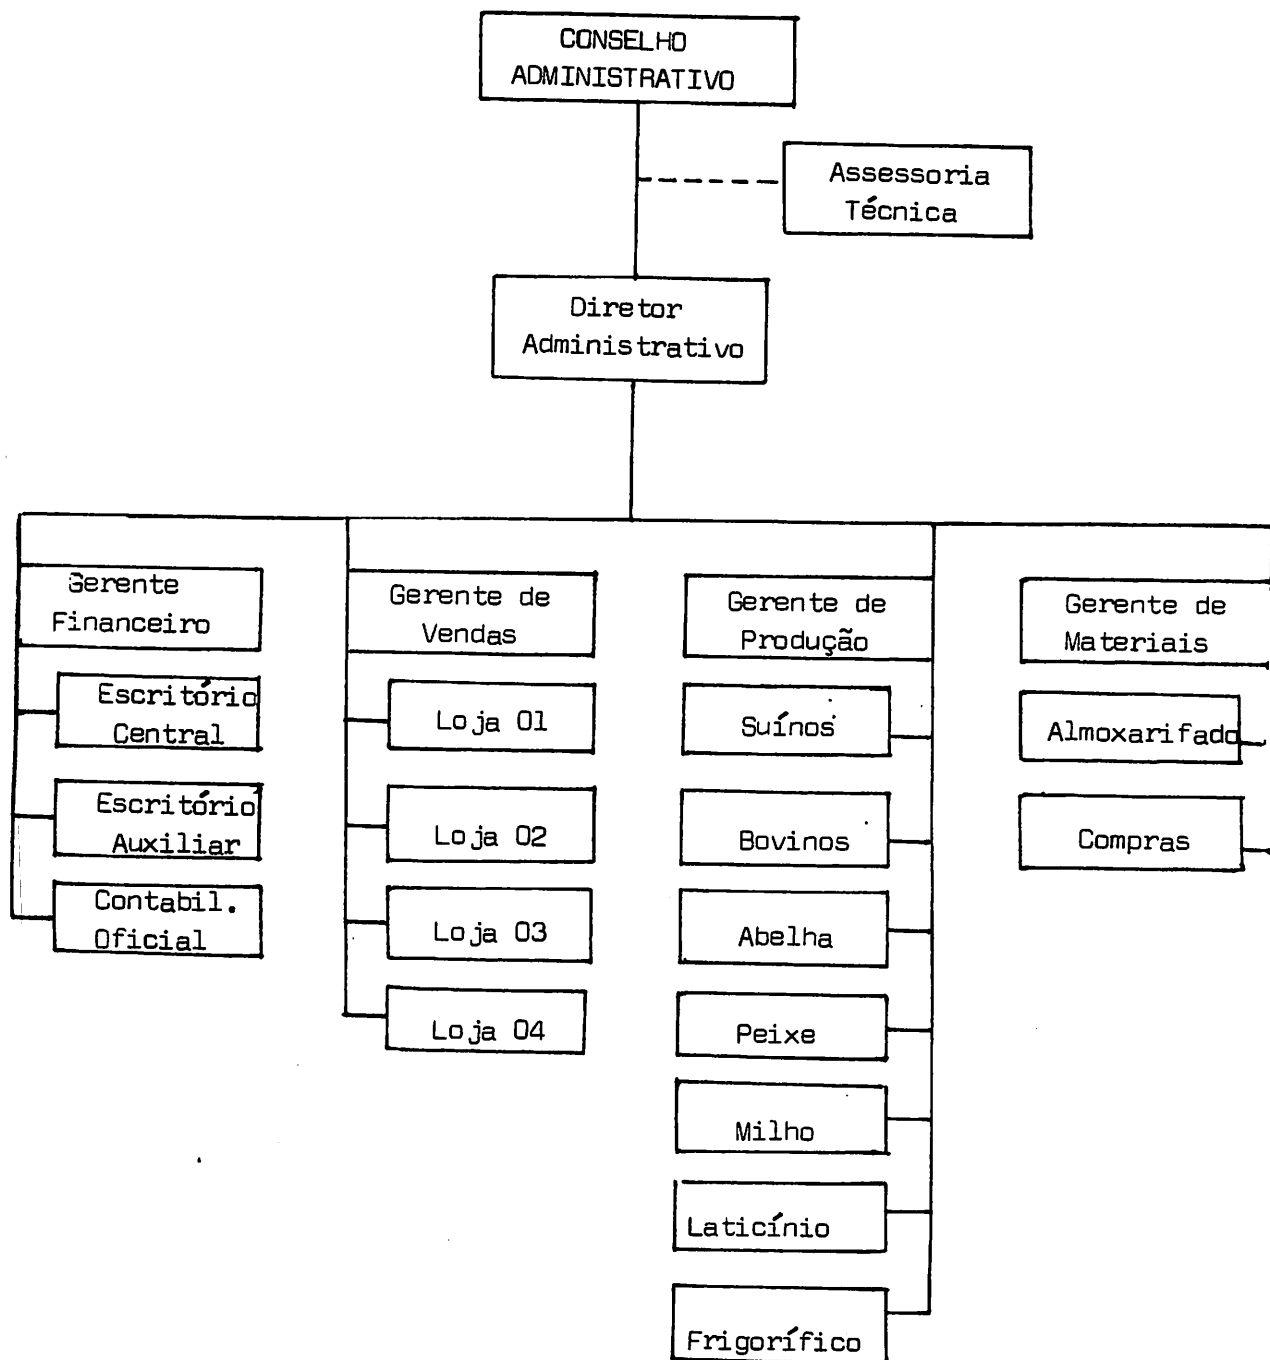 CONSELHO
ADMINISTRATIVO
Assessoria
Técnica
Diretor
Administrativo
Gerente
Financeiro
Escritório
Central
Escritório
Auxiliar
Contabil.
Oficial
Gerente de
Vendas
Loja 01
Loja 02
Loja 03
Loja 04
Gerente de
Produção
Suínos
Bovinos
Abelha
Peixe
Milho
Laticínio
Frigorífico
Gerente de
Materiais
Almoxarifado
Compras